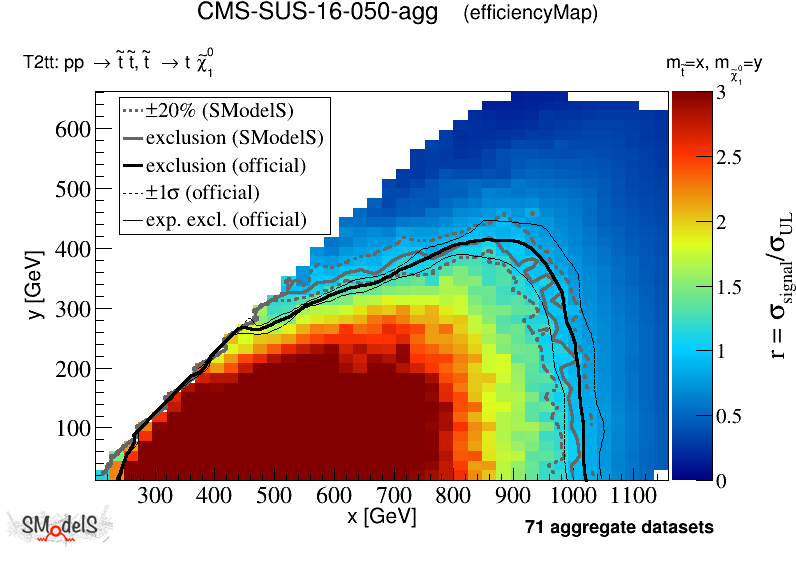 CMS-SUS-16-050-agg (efficiencyMap)
T2tt: pp → t̃ t̃, t̃ → t χ̃⁰₁
m_t̃=x, m_χ̃⁰₁=y
±20% (SModelS)
exclusion (SModelS)
exclusion (official)
±1σ (official)
exp. excl. (official)
600
500
400
300
200
100
y [GeV]
300 400 500 600 700 800 900 1000 1100
x [GeV]
3
2.5
2
1.5
1
0.5
0
r = σ_signal/σ_UL
SModelS
71 aggregate datasets